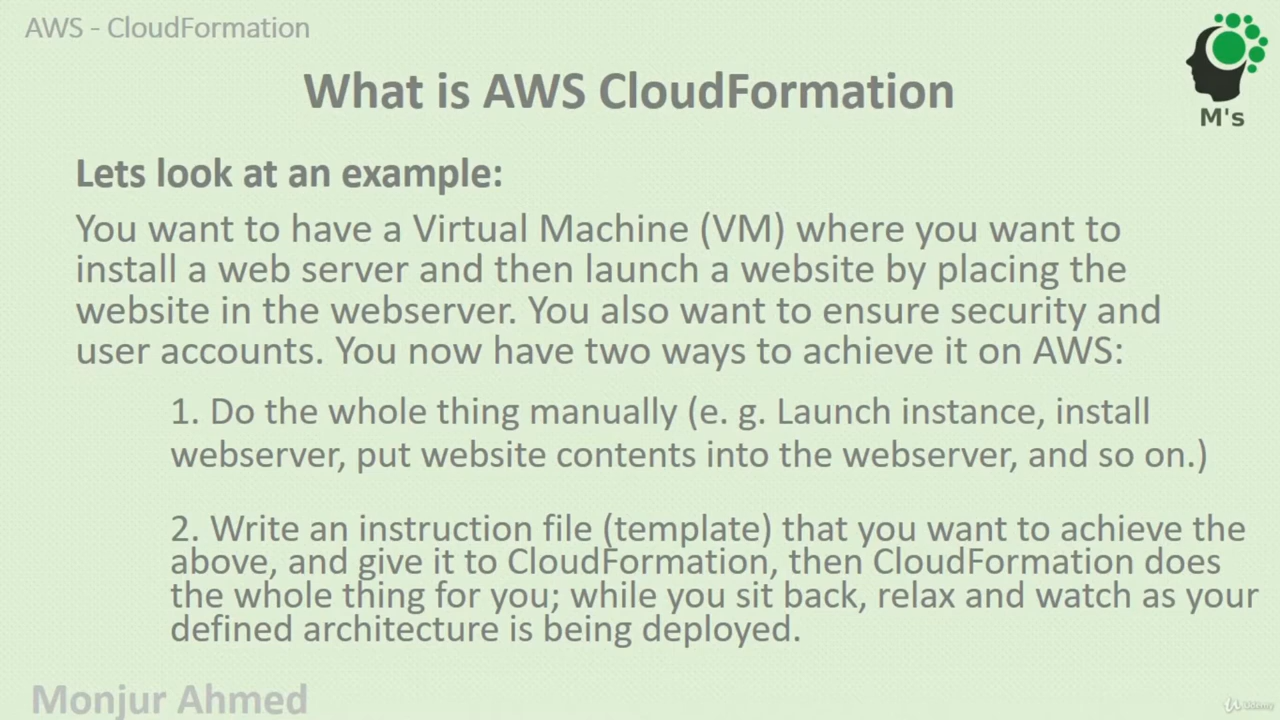 AWS - CloudFormation
What is AWS CloudFormation
M's
Lets look at an example:
You want to have a Virtual Machine (VM) where you want to
install a web server and then launch a website by placing the
website in the webserver. You also want to ensure security and
user accounts. You now have two ways to achieve it on AWS:
1. Do the whole thing manually (e. g. Launch instance, install
webserver, put website contents into the webserver, and so on.)
2. Write an instruction file (template) that you want to achieve the
above, and give it to CloudFormation, then CloudFormation does
the whole thing for you; while you sit back, relax and watch as your
defined architecture is being deployed.
Monjur Ahmed
Udemy